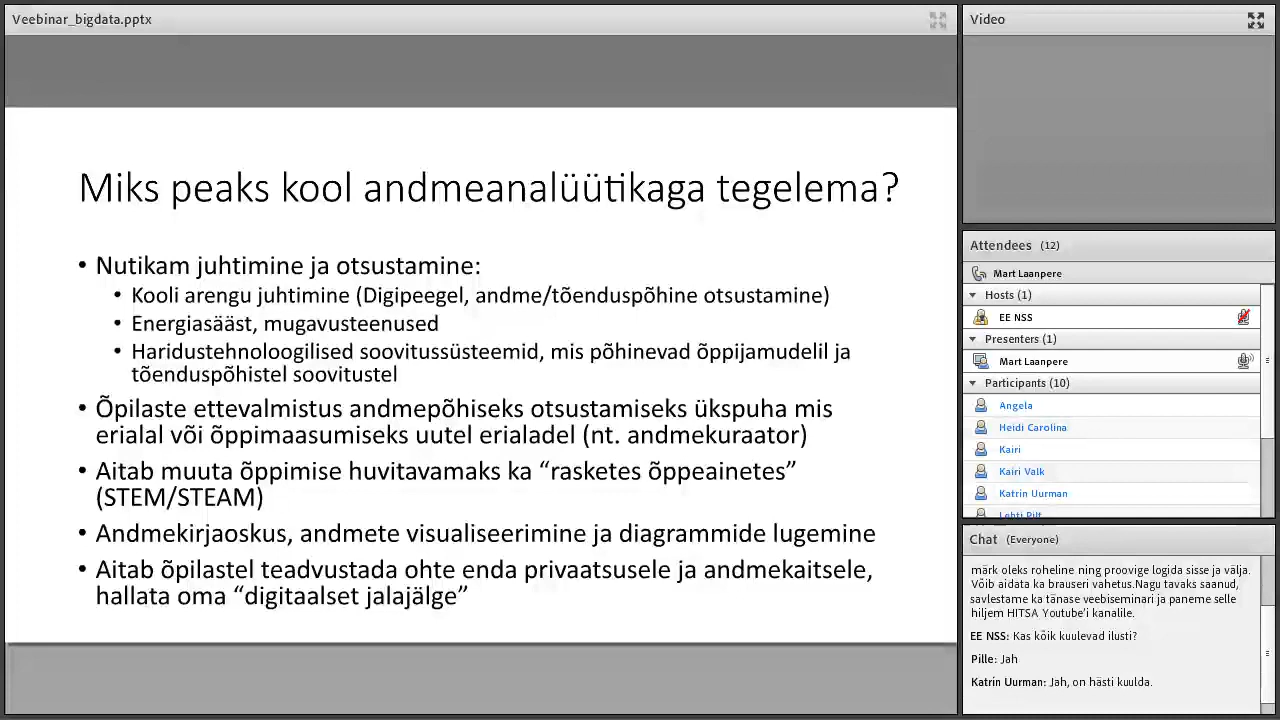 Veebinar_bigdata.pptx
Miks peaks kool andmeanalüütikaga tegelema?
• Nutikam juhtimine ja otsustamine:
• Kooli arengu juhtimine (Digipeegel, andme/tõenduspõhine otsustamine)
• Energiasääst, mugavusteenused
• Haridustehnoloogilised soovitussüsteemid, mis põhinevad õppijamudelil ja
tõenduspõhistel soovitustel
• Õpilaste ettevalmistus andmepõhiseks otsustamiseks ükspuha mis
erialal või õppimaasumiseks uutel erialadel (nt. andmekuraator)
• Aitab muuta õppimise huvitavamaks ka “rasketes õppeainetes”
(STEM/STEAM)
• Andmekirjaoskus, andmete visualiseerimine ja diagrammide lugemine
• Aitab õpilastel teadvustada ohte enda privaatsusele ja andmekaitsele,
hallata oma “digitaalset jalajälge”
Video
Attendees (12)
Mart Laanpere
Hosts (1)
EE NSS
Presenters (1)
Mart Laanpere
Participants (10)
Angela
Heidi Carolina
Kairi
Kairi Valk
Katrin Uurman
Lehti Pilt
Chat (Everyone)
märk oleks roheline ning proovige logida sisse ja välja.
Võib aidata ka brauseri vahetus.Nagu tavaks saanud,
savlestame ka tänase veebiseminari ja paneme selle
hiljem HITSA Youtube'i kanalile.
EE NSS: Kas kõik kuulevad ilusti?
Pille: Jah
Katrin Uurman: Jah, on hästi kuulda.